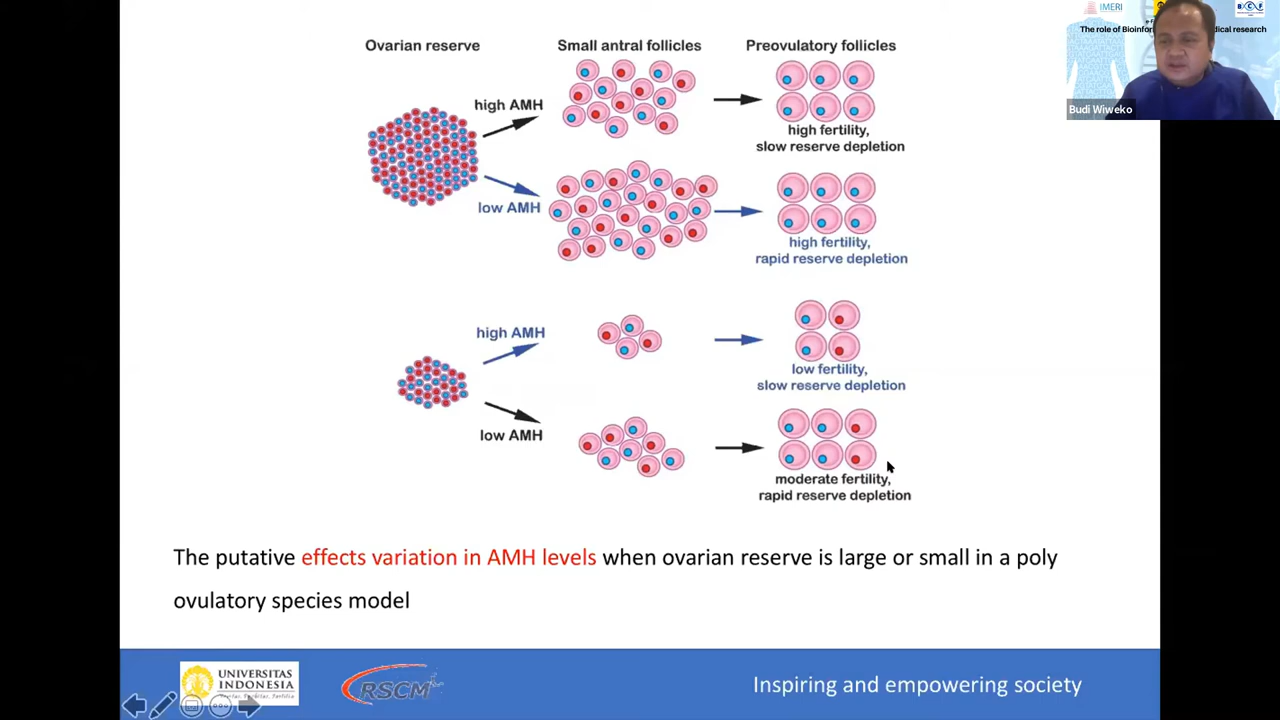 IMERI
The role of Bioinfor
dical research
Budi Wiweko
Ovarian reserve
Small antral follicles
Preovulatory follicles
high AMH
high fertility,
slow reserve depletion
low AMH
high fertility,
rapid reserve depletion
high AMH
low fertility,
slow reserve depletion
low AMH
moderate fertility,
rapid reserve depletion
The putative effects variation in AMH levels when ovarian reserve is large or small in a poly
ovulatory species model
UNIVERSITAS
INDONESIA
RSCM
Inspiring and empowering society